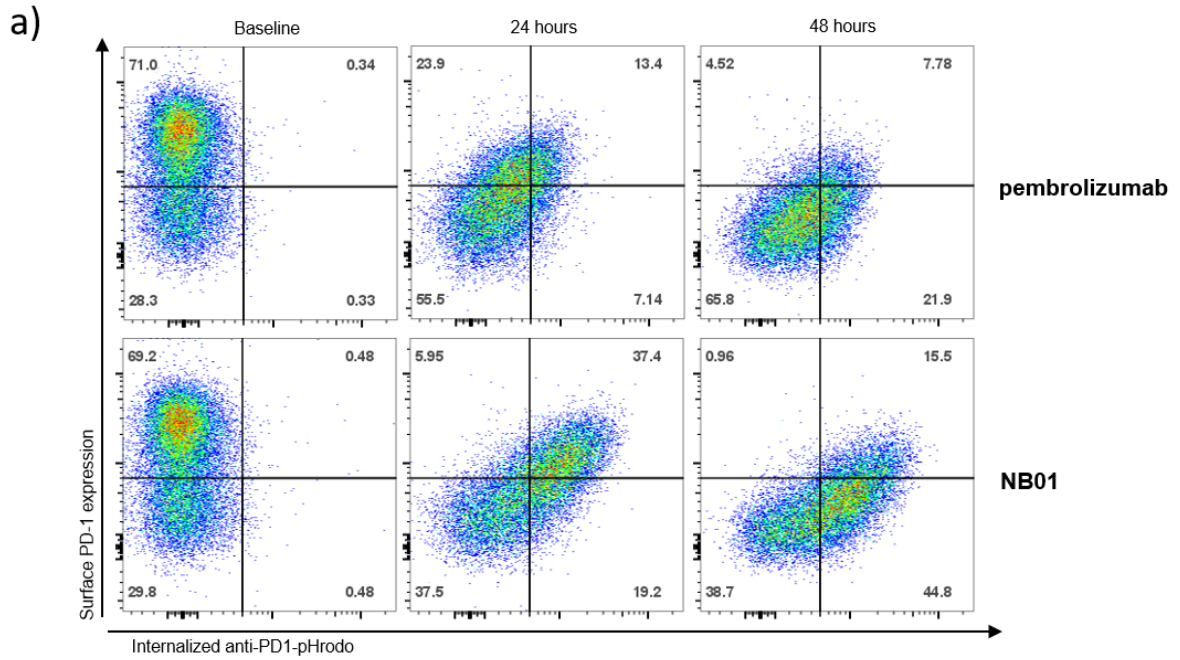 a)
Baseline
24 hours
48 hours
71.0 0.34
28.3 0.33
23.9 13.4
55.5 7.14
4.52 7.78
65.8 21.9
pembrolizumab
69.2 0.48
29.8 0.48
5.95 37.4
37.5 19.2
0.96 15.5
38.7 44.8
NB01
Surface PD-1 expression
Internalized anti-PD1-pHrodo